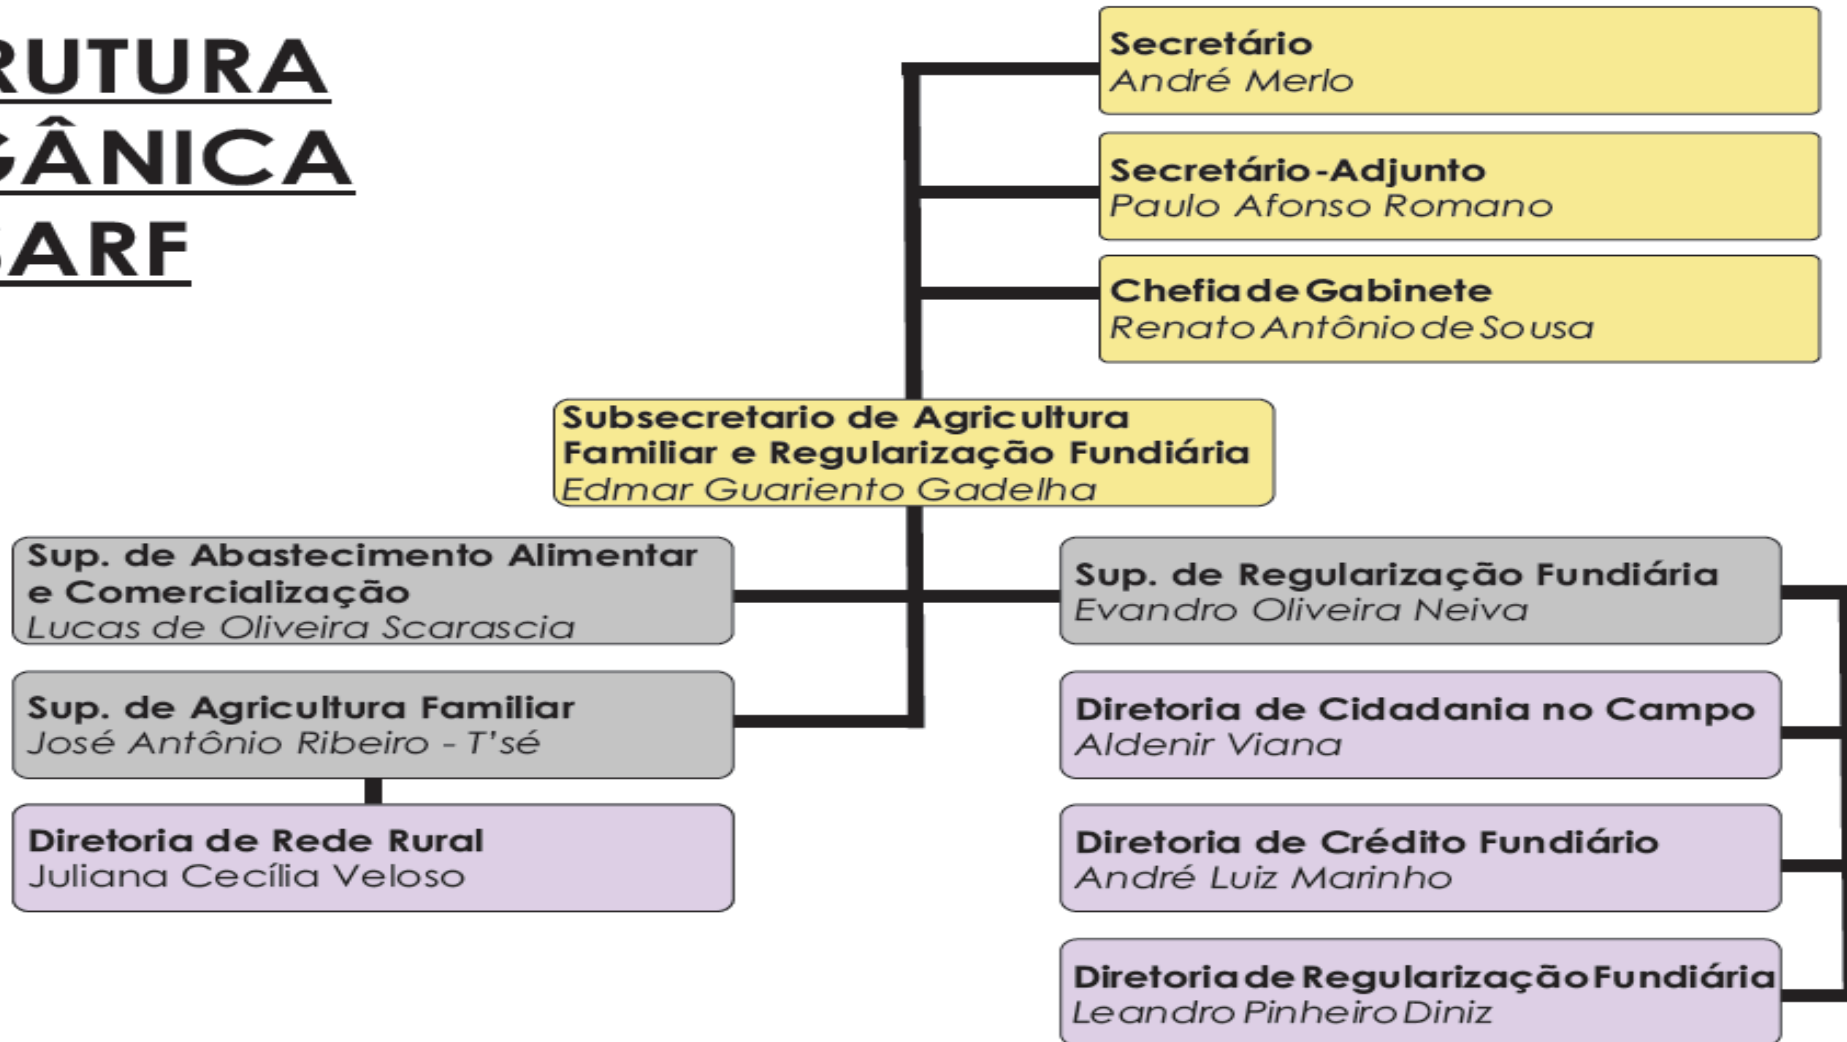 RUTURA
GÂNICA
SARF
Secretário
André Merlo
Secretário-Adjunto
Paulo Afonso Romano
Chefia de Gabinete
Renato Antônio de Sousa
Subsecretario de Agricultura
Familiar e Regularização Fundiária
Edmar Guariento Gadelha
Sup. de Abastecimento Alimentar
e Comercialização
Lucas de Oliveira Scarascia
Sup. de Agricultura Familiar
José Antônio Ribeiro - T’sé
Diretoria de Rede Rural
Juliana Cecília Veloso
Sup. de Regularização Fundiária
Evandro Oliveira Neiva
Diretoria de Cidadania no Campo
Aldenir Viana
Diretoria de Crédito Fundiário
André Luiz Marinho
Diretoria de Regularização Fundiária
Leandro Pinheiro Diniz